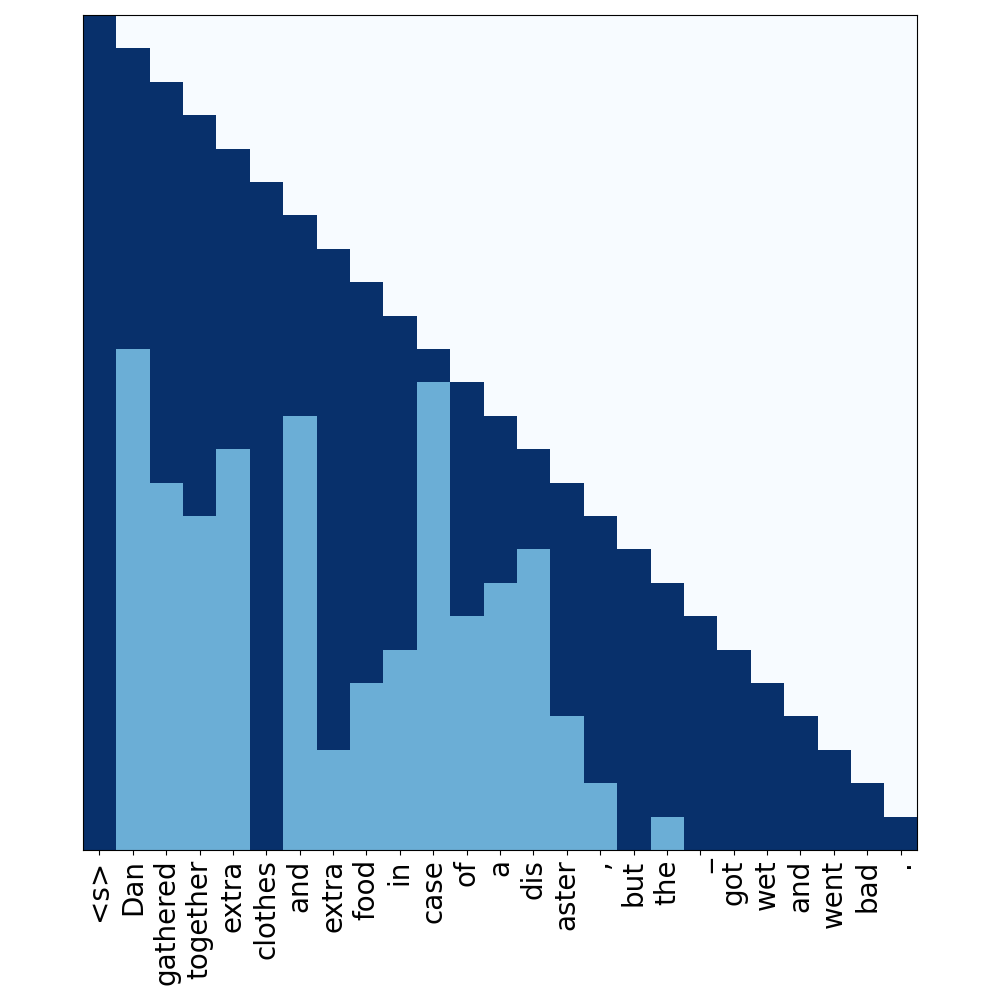 <s>
Dan
gathered
together
extra
clothes
and
extra
food
in
case
of
a
dis
aster
,
but
the
_
got
wet
and
went
bad
.